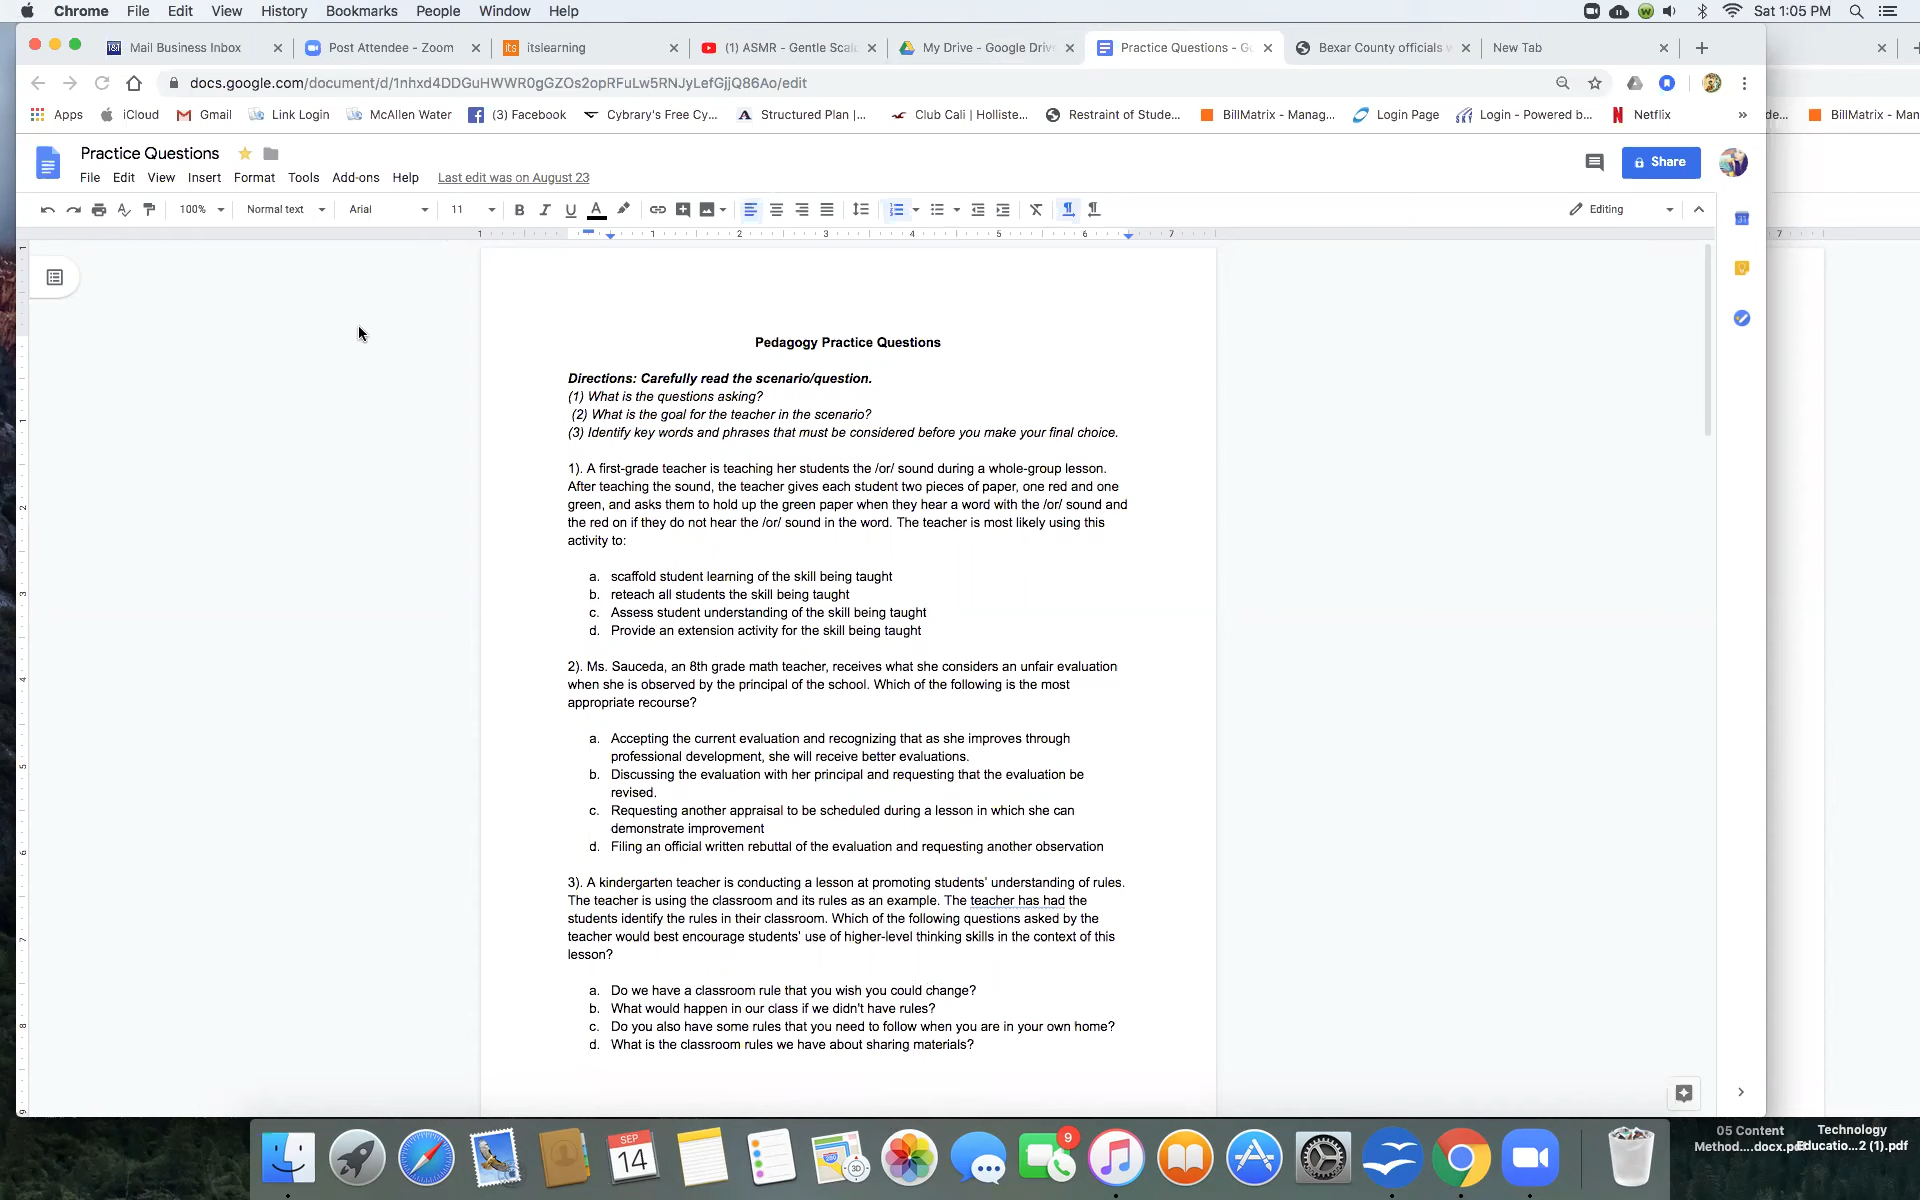 Chrome File Edit View History Bookmarks People Window Help Sat 1:05 PM
Mail Business Inbox Post Attendee - Zoom itslearning (1) ASMR - Gentle Scal My Drive - Google Driv Practice Questions - G Bexar County officials New Tab
docs.google.com/document/d/1nhxd4DDGuHWWR0gGZOs2opRFuLw5RNJyLefGjjQ86Ao/edit
Apps iCloud Gmail Link Login McAllen Water (3) Facebook Cybrary's Free Cy... Structured Plan |... Club Cali | Holliste... Restraint of Stude... BillMatrix - Manag... Login Page Login - Powered b... Netflix » de... BillMatrix - Man
Practice Questions
File Edit View Insert Format Tools Add-ons Help Last edit was on August 23 Share
100% Normal text Arial 11 B I U A Editing
1 1 2 3 4 5 6 7 7
Pedagogy Practice Questions
Directions: Carefully read the scenario/question.
(1) What is the questions asking?
(2) What is the goal for the teacher in the scenario?
(3) Identify key words and phrases that must be considered before you make your final choice.
1). A first-grade teacher is teaching her students the /or/ sound during a whole-group lesson.
After teaching the sound, the teacher gives each student two pieces of paper, one red and one
green, and asks them to hold up the green paper when they hear a word with the /or/ sound and
the red on if they do not hear the /or/ sound in the word. The teacher is most likely using this
activity to:
a. scaffold student learning of the skill being taught
b. reteach all students the skill being taught
c. Assess student understanding of the skill being taught
d. Provide an extension activity for the skill being taught
2). Ms. Sauceda, an 8th grade math teacher, receives what she considers an unfair evaluation
when she is observed by the principal of the school. Which of the following is the most
appropriate recourse?
a. Accepting the current evaluation and recognizing that as she improves through
professional development, she will receive better evaluations.
b. Discussing the evaluation with her principal and requesting that the evaluation be
revised.
c. Requesting another appraisal to be scheduled during a lesson in which she can
demonstrate improvement
d. Filing an official written rebuttal of the evaluation and requesting another observation
3). A kindergarten teacher is conducting a lesson at promoting students' understanding of rules.
The teacher is using the classroom and its rules as an example. The teacher has had the
students identify the rules in their classroom. Which of the following questions asked by the
teacher would best encourage students' use of higher-level thinking skills in the context of this
lesson?
a. Do we have a classroom rule that you wish you could change?
b. What would happen in our class if we didn't have rules?
c. Do you also have some rules that you need to follow when you are in your own home?
d. What is the classroom rules we have about sharing materials?
SEP
14
3D
9
05 Content
Method....docx.pdf
Technology
Educatio...2 (1).pdf